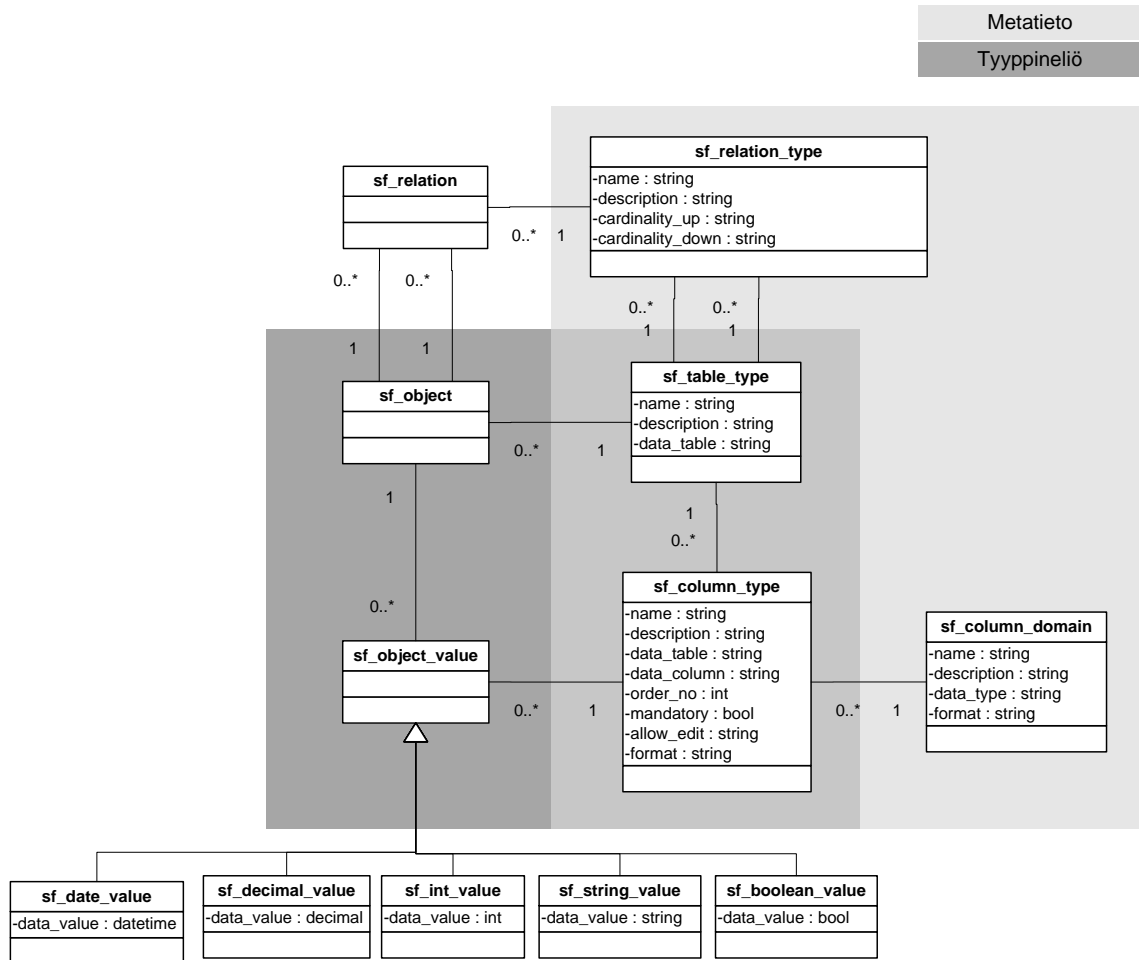 Metatieto
Tyyppineliö
sf_relation_type
-name : string
-description : string
-cardinality_up : string
-cardinality_down : string
sf_relation
0..*
1
0..*
0..*
0..*
0..*
1
1
1
1
sf_table_type
-name : string
-description : string
-data_table : string
sf_object
0..*
1
1
1
0..*
sf_column_type
-name : string
-description : string
-data_table : string
-data_column : string
-order_no : int
-mandatory : bool
-allow_edit : string
-format : string
0..*
sf_object_value
sf_column_domain
-name : string
-description : string
-data_type : string
-format : string
0..*
1
0..*
1
sf_date_value
-data_value : datetime
sf_decimal_value
-data_value : decimal
sf_int_value
-data_value : int
sf_string_value
-data_value : string
sf_boolean_value
-data_value : bool